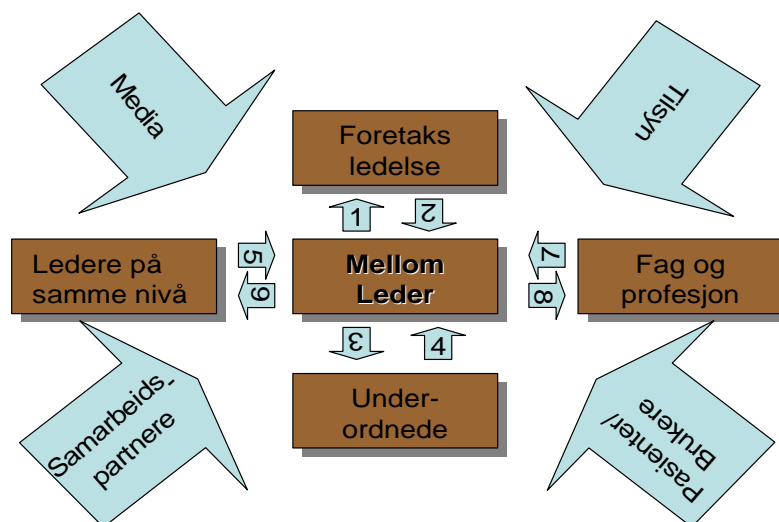 Media
Tilsyn
Foretaks
ledelse
1
2
Ledere på
samme nivå
5
6
Mellom
Leder
7
8
Fag og
profesjon
3
4
Under-
ordnede
Samarbeids-
partnere
Pasienter/
Brukere